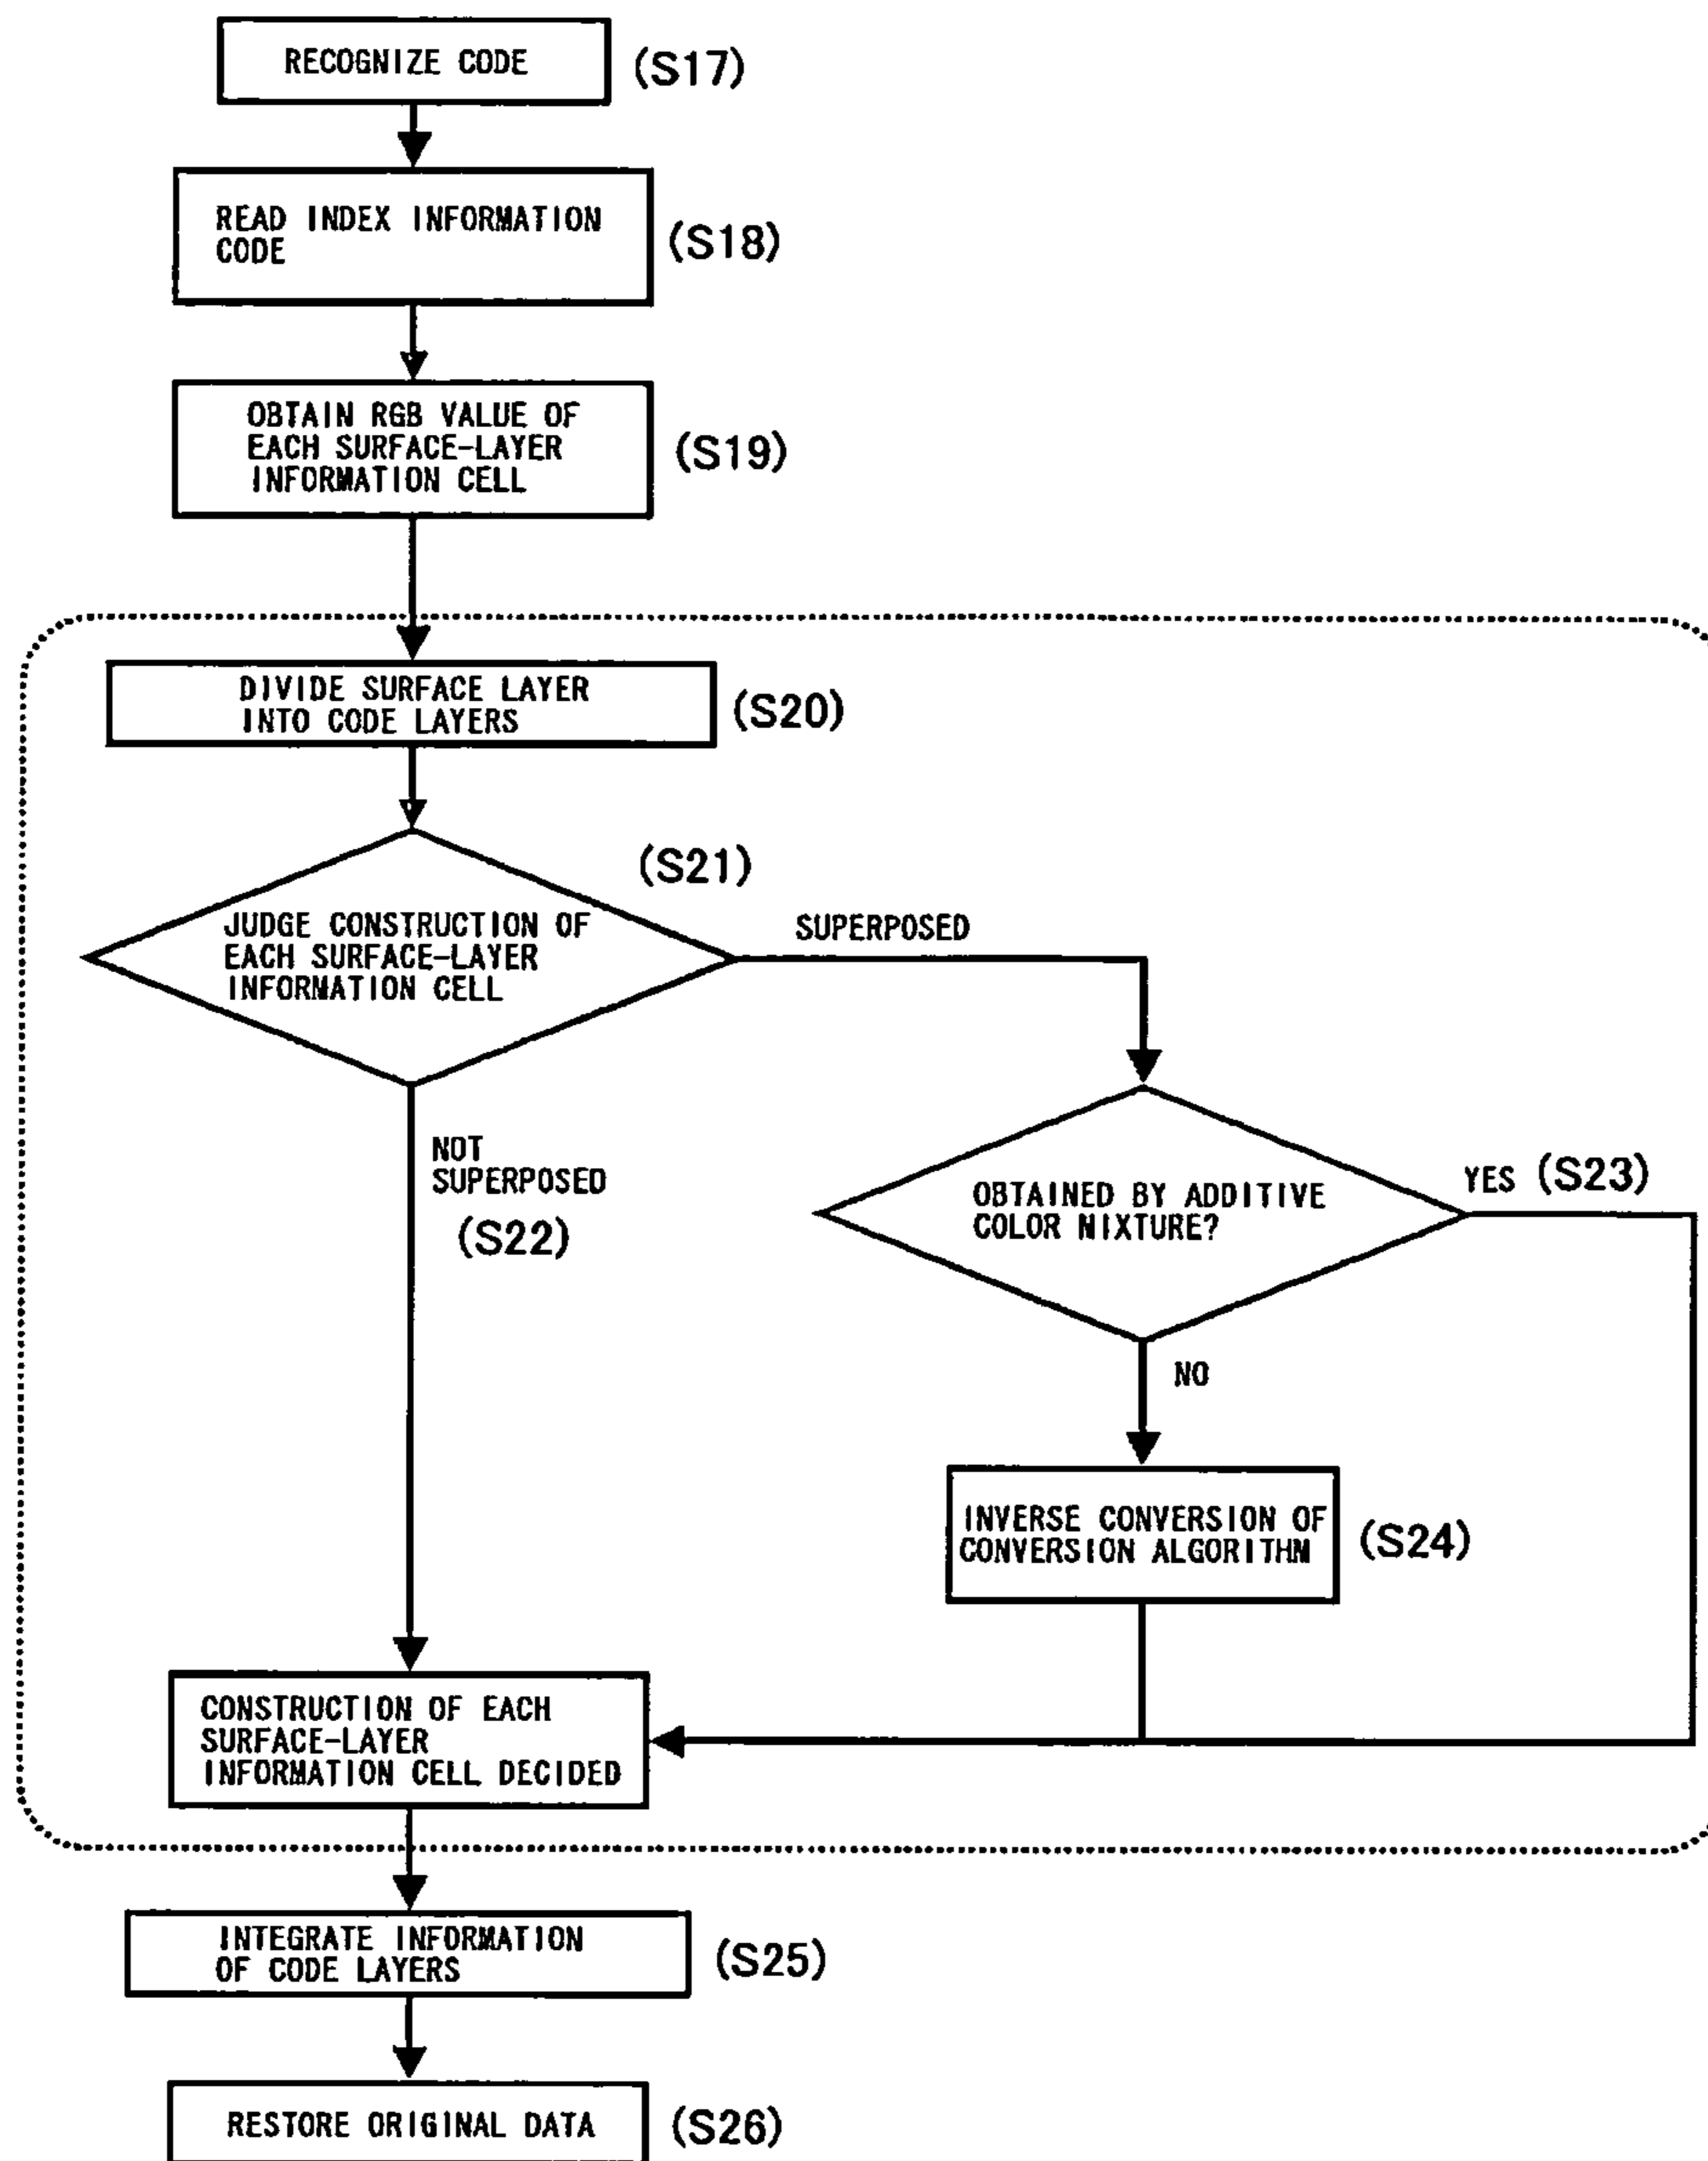 RECOGNIZE CODE
(S17)
READ INDEX INFORMATION
CODE
(S18)
OBTAIN RGB VALUE OF
EACH SURFACE-LAYER
INFORMATION CELL
(S19)
DIVIDE SURFACE LAYER
INTO CODE LAYERS
(S20)
(S21)
JUDGE CONSTRUCTION OF
EACH SURFACE-LAYER
INFORMATION CELL
SUPERPOSED
NOT
SUPERPOSED
(S22)
OBTAINED BY ADDITIVE
COLOR MIXTURE?
YES (S23)
NO
INVERSE CONVERSION OF
CONVERSION ALGORITHM
(S24)
CONSTRUCTION OF EACH
SURFACE-LAYER
INFORMATION CELL DECIDED
INTEGRATE INFORMATION
OF CODE LAYERS
(S25)
RESTORE ORIGINAL DATA
(S26)